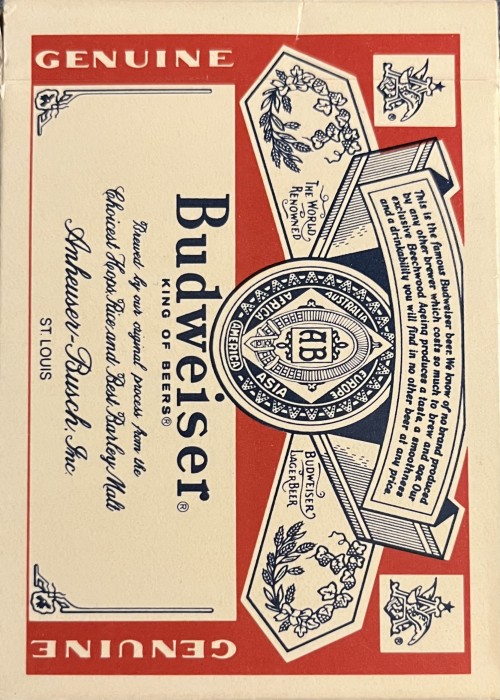 GENUINE
GENUINE
This is the famous Budweiser beer. We know of no brand produced
by any other brewer which costs so much to brew and age. Our
exclusive Beechwood Ageing produces a taste, a smoothness
and a drinkability you will find in no other beer at any price.
THE WORLD
RENOWNED
BUDWEISER
LAGER BEER
AUSTRALIA
EUROPE
AFRICA
ASIA
AMERICA
AB
Budweiser®
KING OF BEERS®
Brewed by our original process from the
Choicest Hops, Rice and Best Barley Malt
Anheuser-Busch, Inc.
ST LOUIS